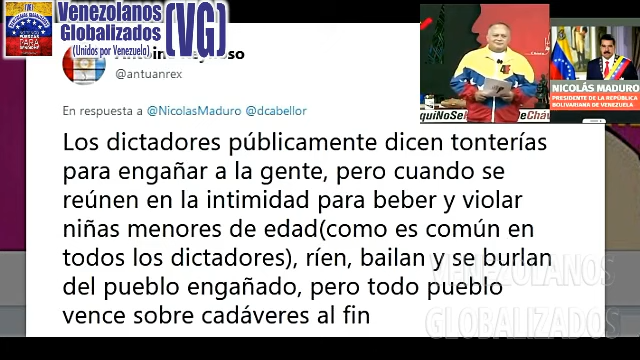 Venezolanos
Globalizados
(Unidos por Venezuela)
(VG)
@antuanrex
En respuesta a @NicolasMaduro @dcabellor
Los dictadores públicamente dicen tonterías
para engañar a la gente, pero cuando se
reúnen en la intimidad para beber y violar
niñas menores de edad(como es común en
todos los dictadores), ríen, bailan y se burlan
del pueblo engañado, pero todo pueblo
vence sobre cadáveres al fin
NICOLÁS MADURO
PRESIDENTE DE LA REPÚBLICA
BOLIVARIANA DE VENEZUELA
VENEZOLANOS
GLOBALIZADOS